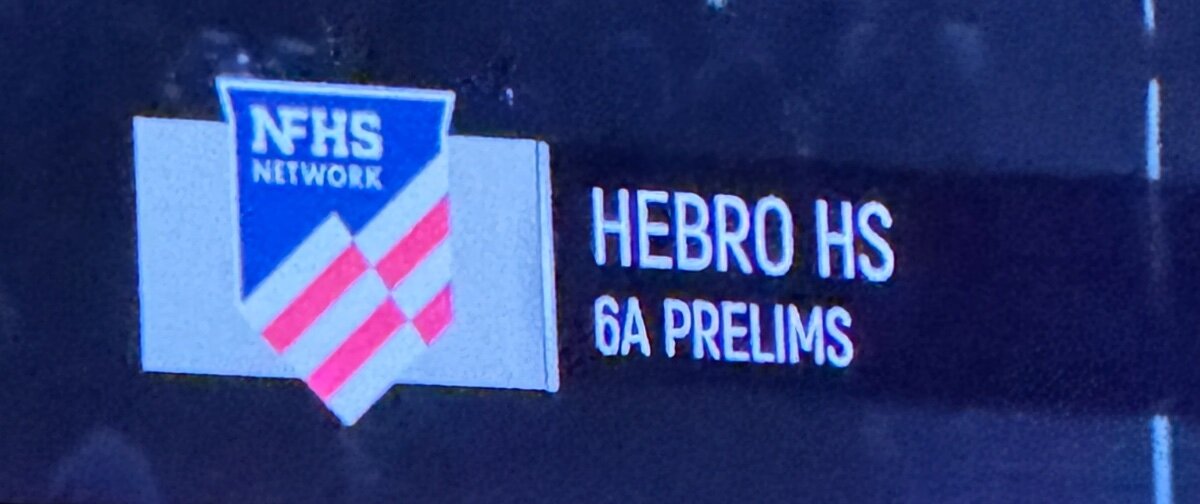 NFHS
NETWORK
HEBRO HS
6A PRELIMS